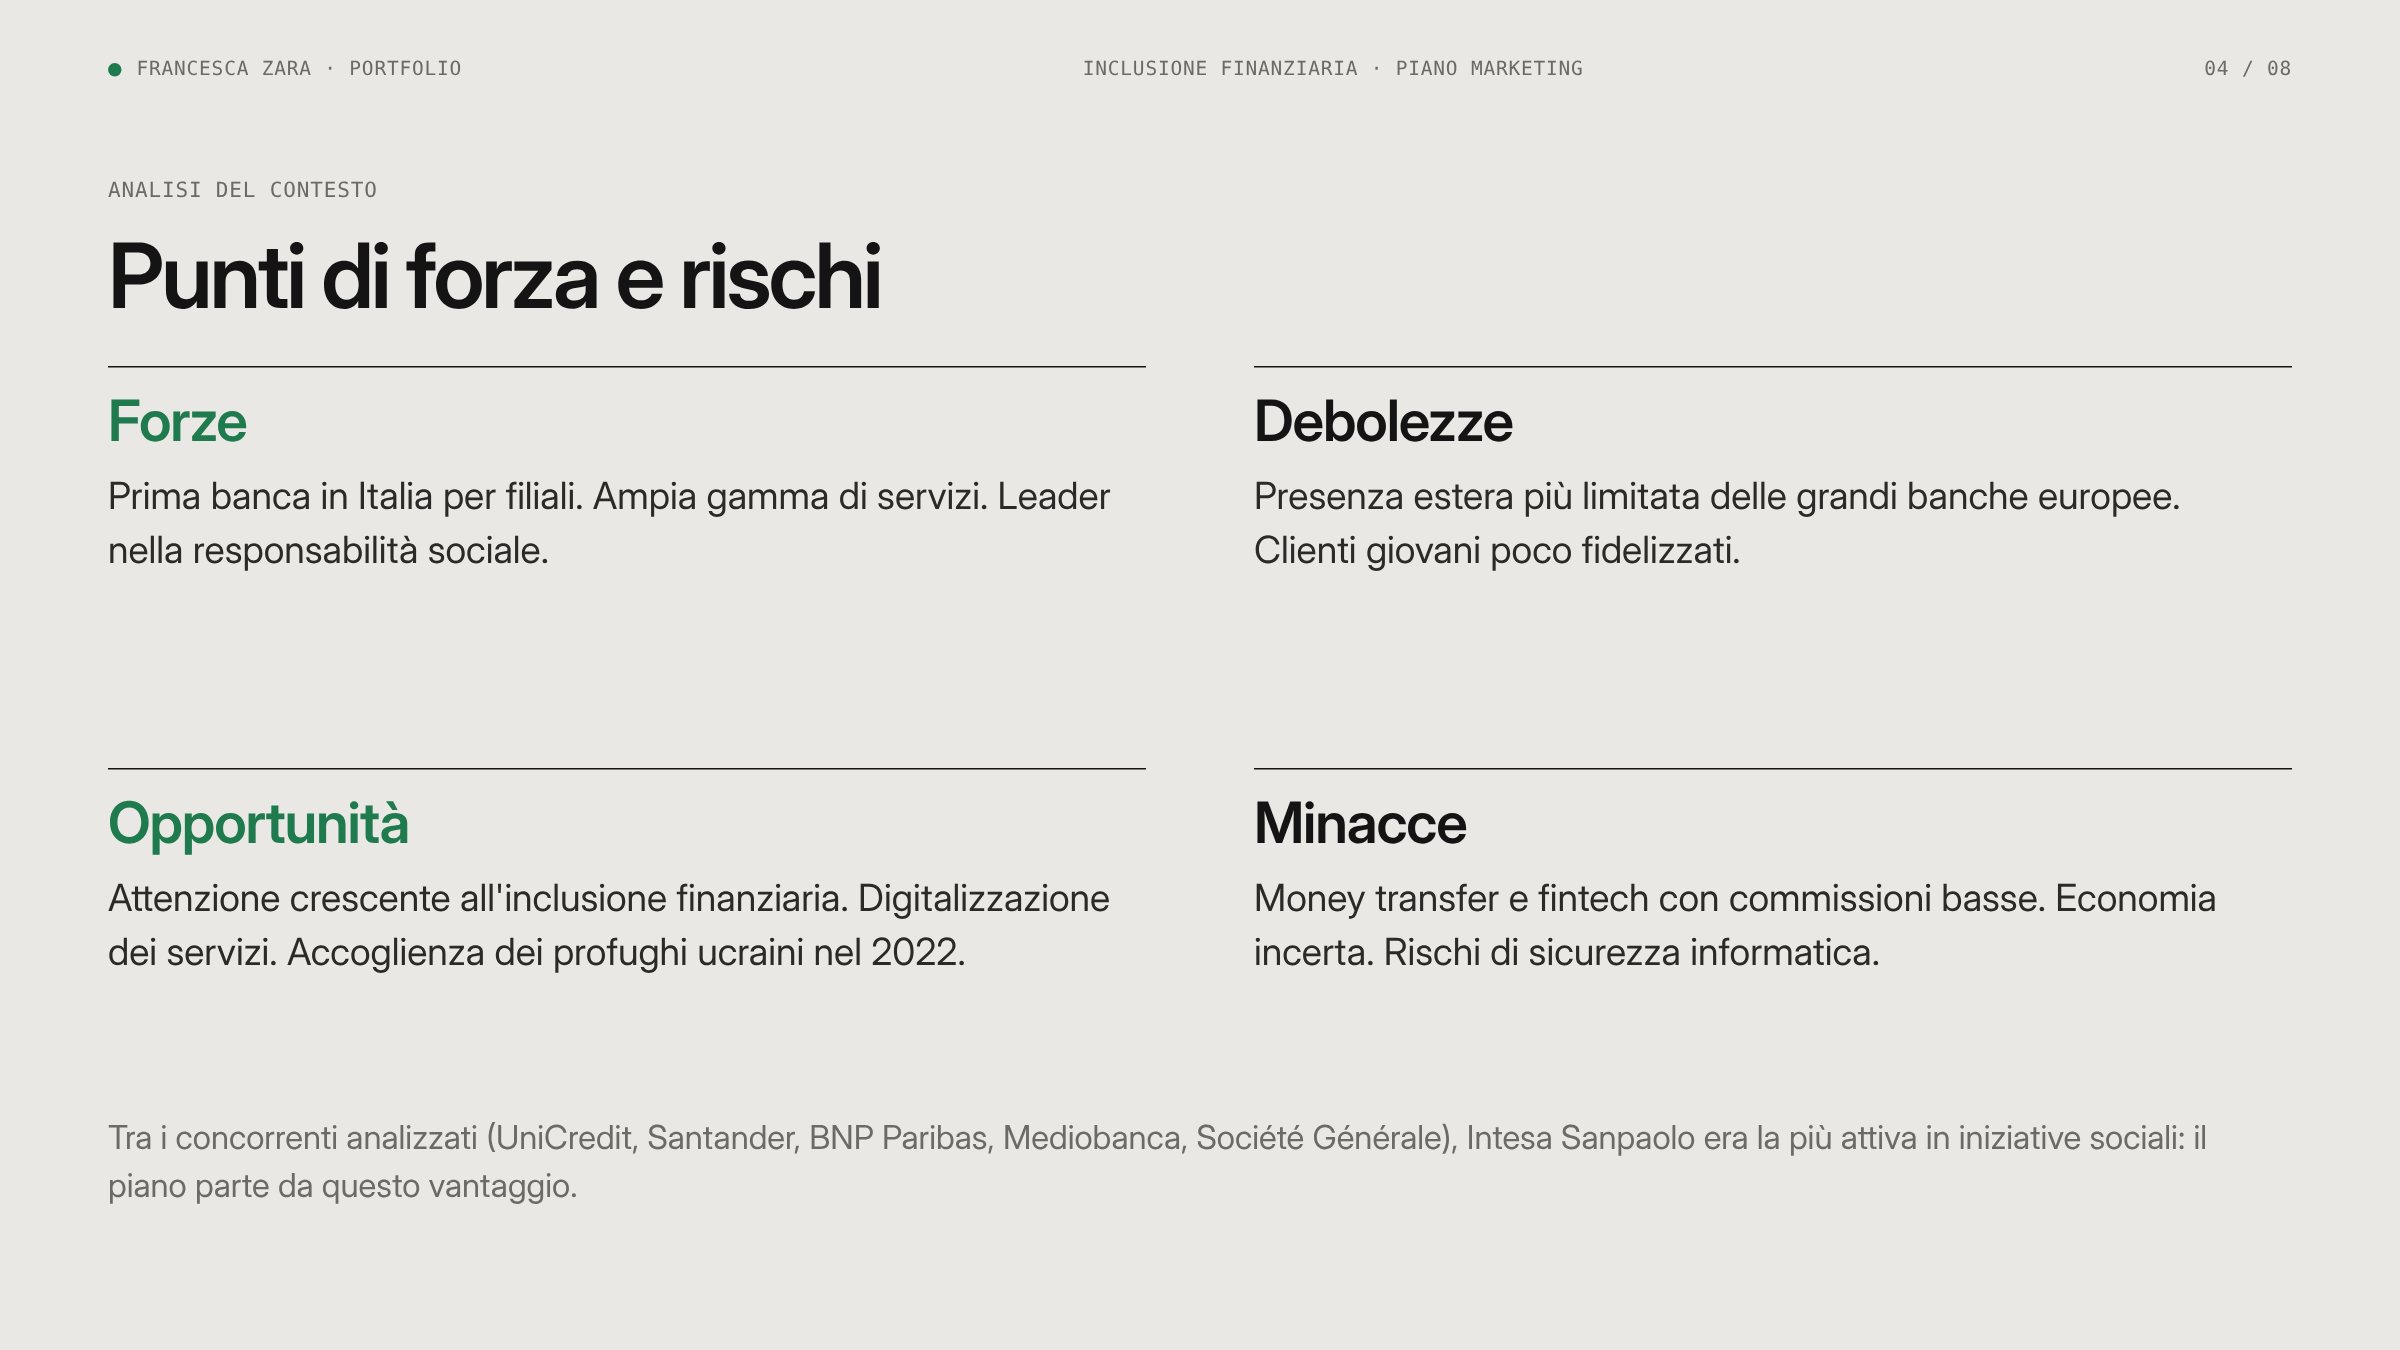 FRANCESCA ZARA · PORTFOLIO
INCLUSIONE FINANZIARIA · PIANO MARKETING
04 / 08
ANALISI DEL CONTESTO
Punti di forza e rischi
Forze
Prima banca in Italia per filiali. Ampia gamma di servizi. Leader
nella responsabilità sociale.
Debolezze
Presenza estera più limitata delle grandi banche europee.
Clienti giovani poco fidelizzati.
Opportunità
Attenzione crescente all'inclusione finanziaria. Digitalizzazione
dei servizi. Accoglienza dei profughi ucraini nel 2022.
Minacce
Money transfer e fintech con commissioni basse. Economia
incerta. Rischi di sicurezza informatica.
Tra i concorrenti analizzati (UniCredit, Santander, BNP Paribas, Mediobanca, Société Générale), Intesa Sanpaolo era la più attiva in iniziative sociali: il
piano parte da questo vantaggio.